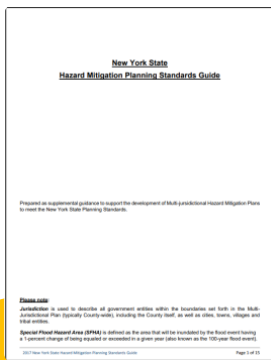 New York State
Hazard Mitigation Planning Standards Guide
Prepared as supplemental guidance to support the development of Multi-jurisdictional Hazard Mitigation Plans
to meet the New York State Planning Standards.
Please note:
Jurisdiction is used to describe all government entities within the boundaries set forth in the Multi-
Jurisdictional Plan (typically County-wide), including the County itself, as well as cities, towns, villages and
tribal entities.
Special Flood Hazard Area (SFHA) is defined as the area that will be inundated by the flood event having
a 1-percent chance of being equaled or exceeded in a given year (also known as the 100-year flood event).
2017 New York State Hazard Mitigation Planning Standards Guide
Page 1 of 15